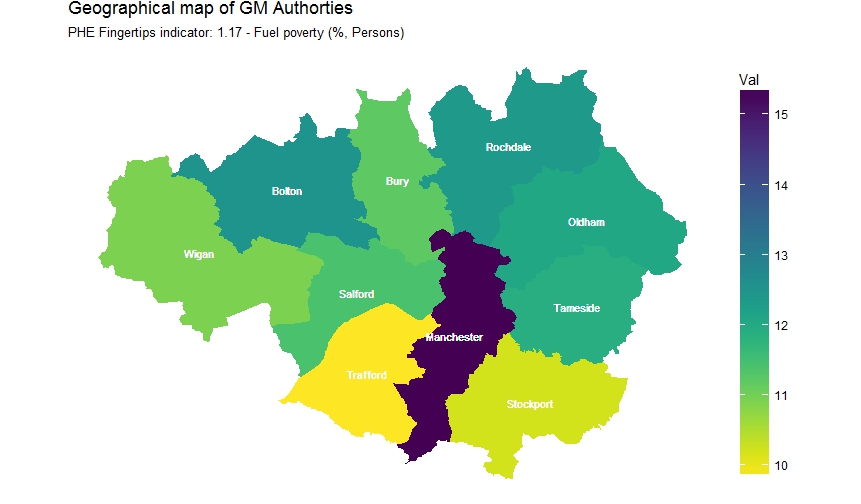 Geographical map of GM Authorties
PHE Fingertips indicator: 1.17 - Fuel poverty (%, Persons)
Val
15
14
13
12
11
10
Rochdale
Bury
Bolton
Oldham
Wigan
Salford
Tameside
Manchester
Trafford
Stockport